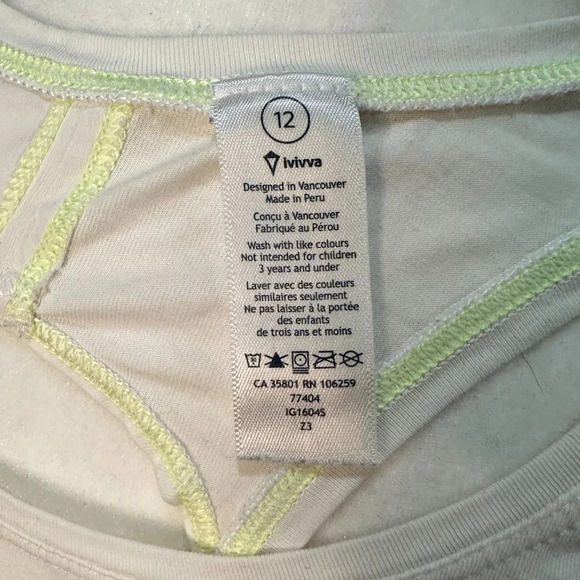 12
ivivva
Designed in Vancouver
Made in Peru
Conçu à Vancouver
Fabriqué au Pérou
Wash with like colours
Not intended for children
3 years and under
Laver avec des couleurs
similaires seulement
Ne pas laisser à la portée
des enfants
de trois ans et moins
CA 35801 RN 106259
77404
IG1604S
Z3